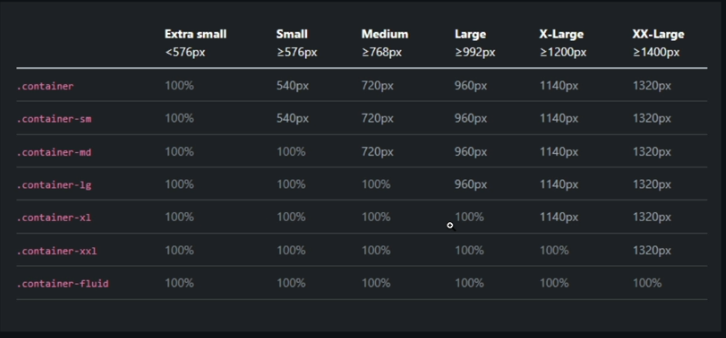 Extra small Small Medium Large X-Large XX-Large
<576px ≥576px ≥768px ≥992px ≥1200px ≥1400px
.container 100% 540px 720px 960px 1140px 1320px
.container-sm 100% 540px 720px 960px 1140px 1320px
.container-md 100% 100% 720px 960px 1140px 1320px
.container-lg 100% 100% 100% 960px 1140px 1320px
.container-xl 100% 100% 100% 100% 1140px 1320px
.container-xxl 100% 100% 100% 100% 100% 1320px
.container-fluid 100% 100% 100% 100% 100% 100%